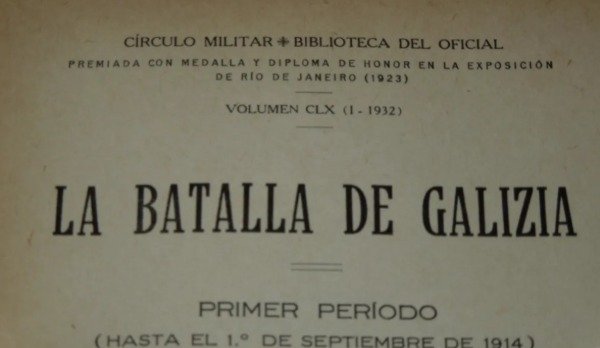 CÍRCULO MILITAR ✤ BIBLIOTECA DEL OFICIAL
PREMIADA CON MEDALLA Y DIPLOMA DE HONOR EN LA EXPOSICIÓN
DE RÍO DE JANEIRO (1923)
VOLUMEN CLX (I - 1932)
LA BATALLA DE GALIZIA
PRIMER PERÍODO
(HASTA EL 1.º DE SEPTIEMBRE DE 1914)